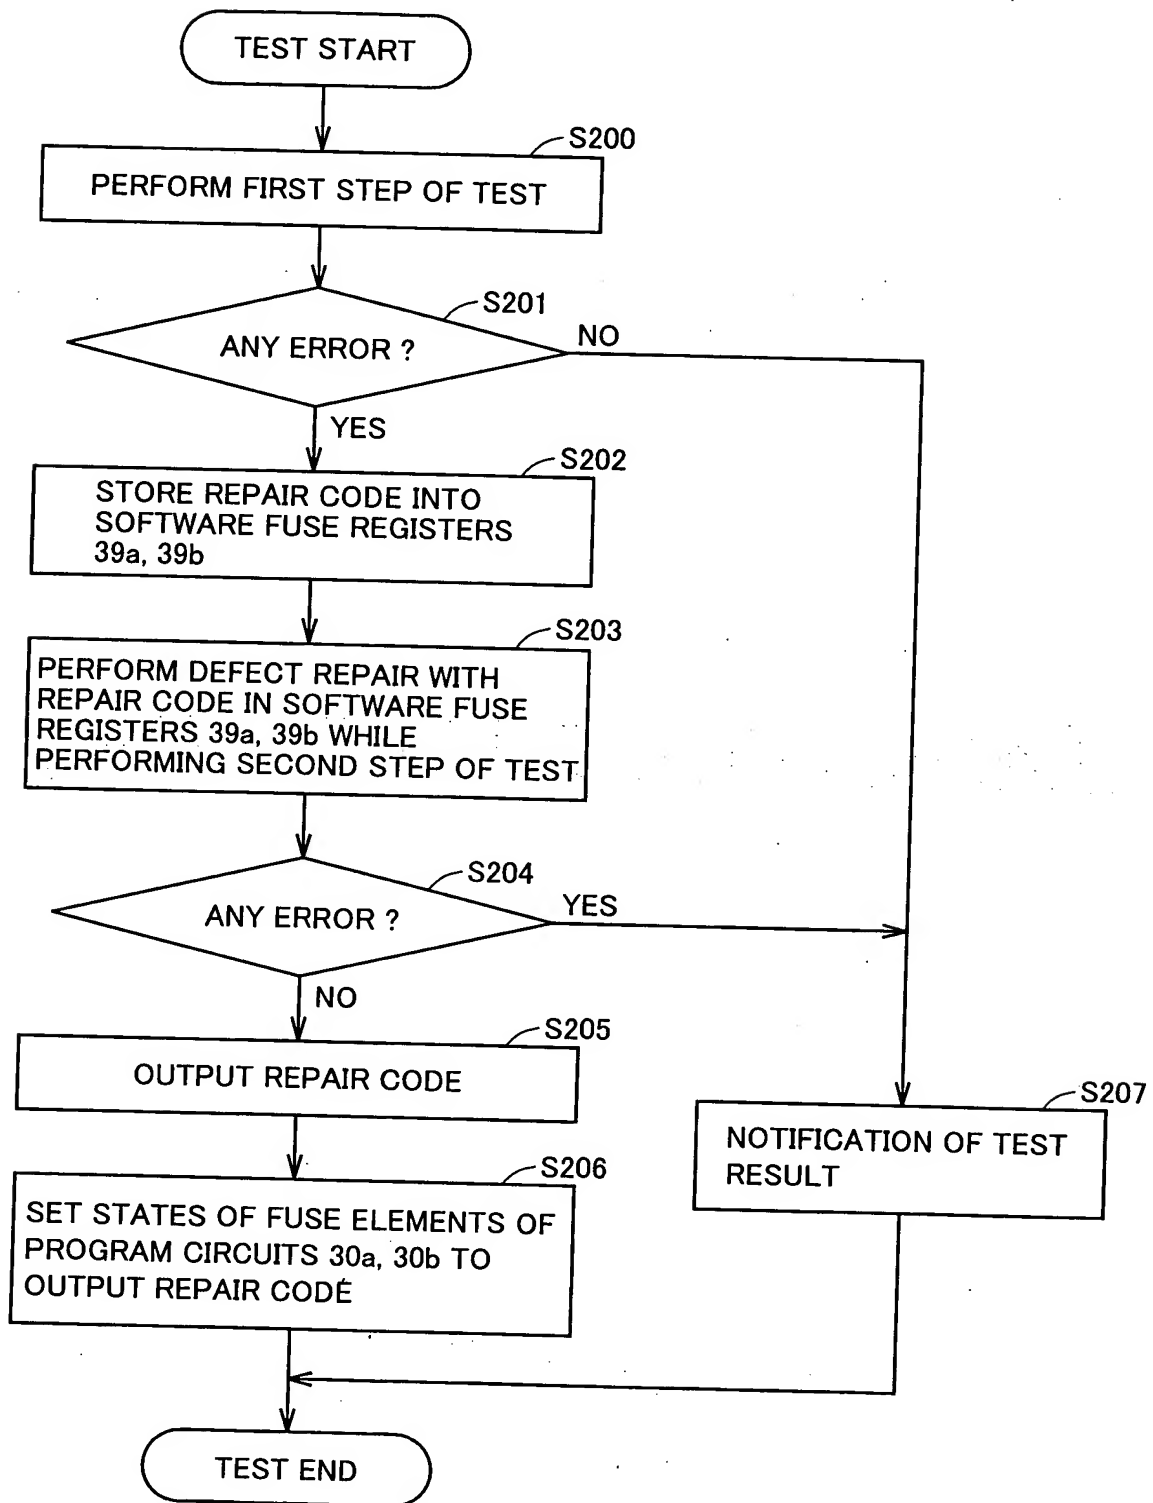 TEST START
S200
PERFORM FIRST STEP OF TEST
S201
ANY ERROR ?
NO
YES
S202
STORE REPAIR CODE INTO
SOFTWARE FUSE REGISTERS
39a, 39b
S203
PERFORM DEFECT REPAIR WITH
REPAIR CODE IN SOFTWARE FUSE
REGISTERS 39a, 39b WHILE
PERFORMING SECOND STEP OF TEST
S204
ANY ERROR ?
YES
NO
S205
OUTPUT REPAIR CODE
S207
NOTIFICATION OF TEST
RESULT
S206
SET STATES OF FUSE ELEMENTS OF
PROGRAM CIRCUITS 30a, 30b TO
OUTPUT REPAIR CODE
TEST END